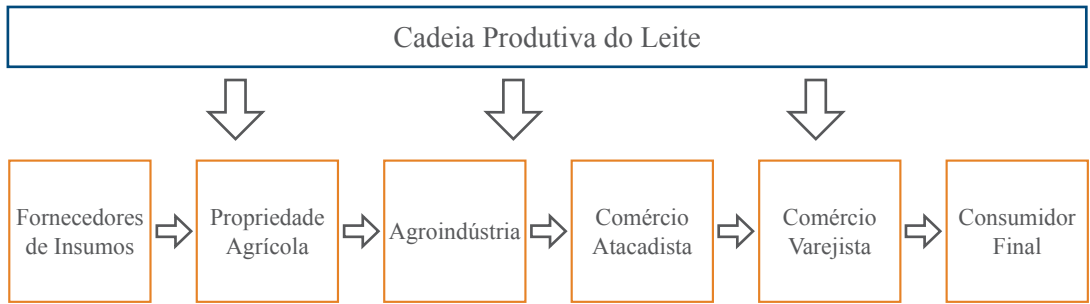 Cadeia Produtiva do Leite
Fornecedores
de Insumos
Propriedade
Agrícola
Agroindústria
Comércio
Atacadista
Comércio
Varejista
Consumidor
Final